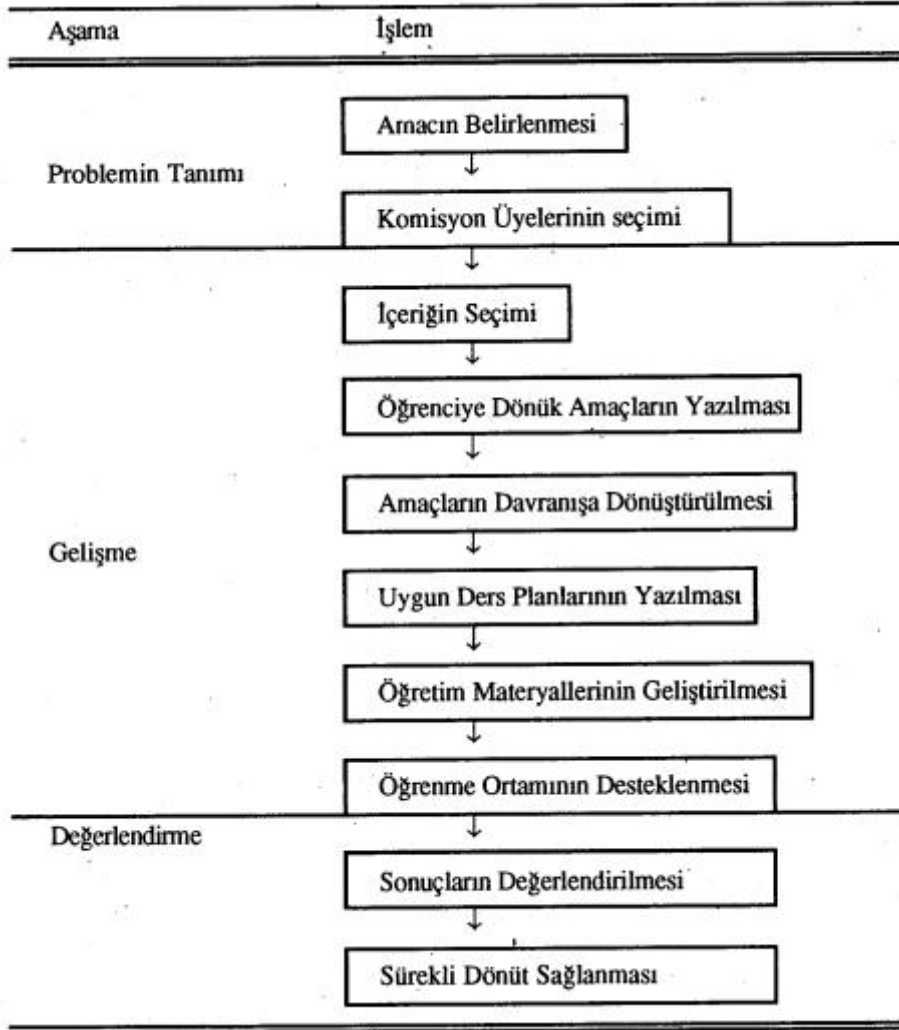 Aşama İşlem
Amacın Belirlenmesi
Problemin Tanımı
Komisyon Üyelerinin seçimi
İçeriğin Seçimi
Öğrenciye Dönük Amaçların Yazılması
Amaçların Davranışa Dönüştürülmesi
Gelişme
Uygun Ders Planlarının Yazılması
Öğretim Materyallerinin Geliştirilmesi
Öğrenme Ortamının Desteklenmesi
Değerlendirme
Sonuçların Değerlendirilmesi
Sürekli Dönüt Sağlanması